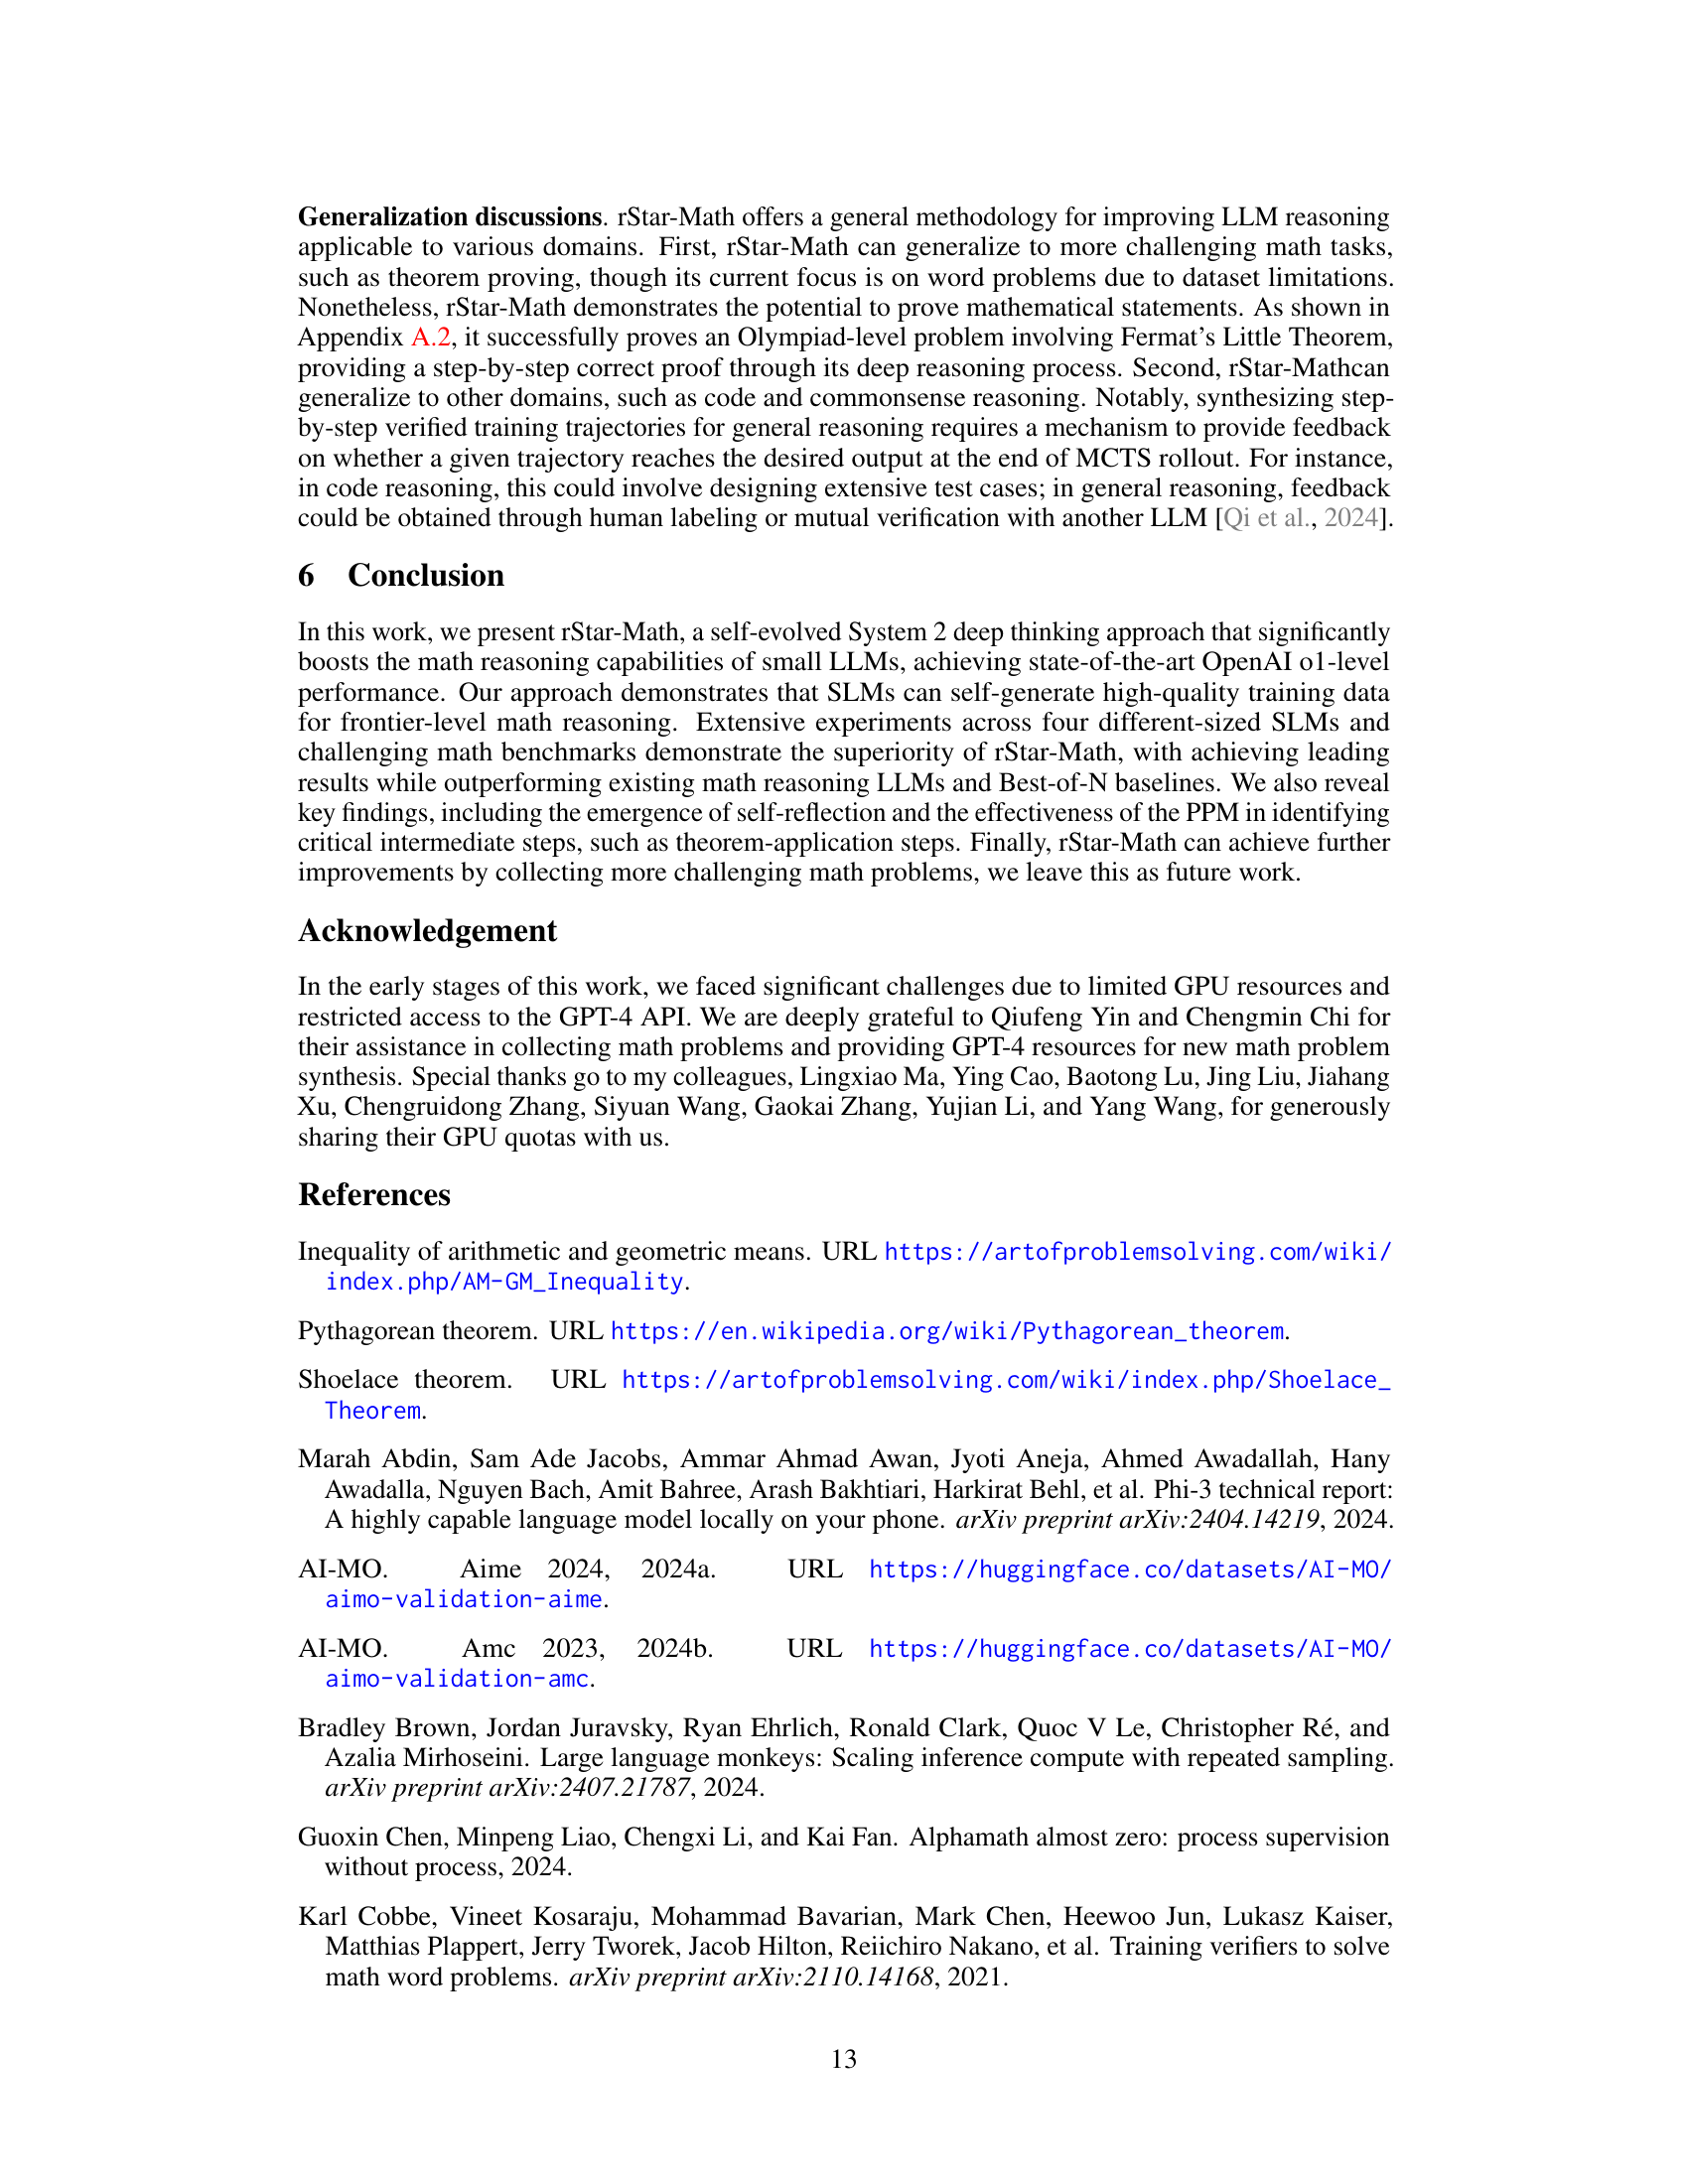 Generalization discussions. rStar-Math offers a general methodology for improving LLM reasoning
applicable to various domains. First, rStar-Math can generalize to more challenging math tasks,
such as theorem proving, though its current focus is on word problems due to dataset limitations.
Nonetheless, rStar-Math demonstrates the potential to prove mathematical statements. As shown in
Appendix A.2, it successfully proves an Olympiad-level problem involving Fermat's Little Theorem,
providing a step-by-step correct proof through its deep reasoning process. Second, rStar-Mathcan
generalize to other domains, such as code and commonsense reasoning. Notably, synthesizing step-
by-step verified training trajectories for general reasoning requires a mechanism to provide feedback
on whether a given trajectory reaches the desired output at the end of MCTS rollout. For instance,
in code reasoning, this could involve designing extensive test cases; in general reasoning, feedback
could be obtained through human labeling or mutual verification with another LLM [Qi et al., 2024].
6 Conclusion
In this work, we present rStar-Math, a self-evolved System 2 deep thinking approach that significantly
boosts the math reasoning capabilities of small LLMs, achieving state-of-the-art OpenAI o1-level
performance. Our approach demonstrates that SLMs can self-generate high-quality training data
for frontier-level math reasoning. Extensive experiments across four different-sized SLMs and
challenging math benchmarks demonstrate the superiority of rStar-Math, with achieving leading
results while outperforming existing math reasoning LLMs and Best-of-N baselines. We also reveal
key findings, including the emergence of self-reflection and the effectiveness of the PPM in identifying
critical intermediate steps, such as theorem-application steps. Finally, rStar-Math can achieve further
improvements by collecting more challenging math problems, we leave this as future work.
Acknowledgement
In the early stages of this work, we faced significant challenges due to limited GPU resources and
restricted access to the GPT-4 API. We are deeply grateful to Qiufeng Yin and Chengmin Chi for
their assistance in collecting math problems and providing GPT-4 resources for new math problem
synthesis. Special thanks go to my colleagues, Lingxiao Ma, Ying Cao, Baotong Lu, Jing Liu, Jiahang
Xu, Chengruidong Zhang, Siyuan Wang, Gaokai Zhang, Yujian Li, and Yang Wang, for generously
sharing their GPU quotas with us.
References
Inequality of arithmetic and geometric means. URL https://artofproblemsolving.com/wiki/
index.php/AM-GM_Inequality.
Pythagorean theorem. URL https://en.wikipedia.org/wiki/Pythagorean_theorem.
Shoelace theorem. URL https://artofproblemsolving.com/wiki/index.php/Shoelace_
Theorem.
Marah Abdin, Sam Ade Jacobs, Ammar Ahmad Awan, Jyoti Aneja, Ahmed Awadallah, Hany
Awadalla, Nguyen Bach, Amit Bahree, Arash Bakhtiari, Harkirat Behl, et al. Phi-3 technical report:
A highly capable language model locally on your phone. arXiv preprint arXiv:2404.14219, 2024.
AI-MO. Aime 2024, 2024a. URL https://huggingface.co/datasets/AI-MO/
aimo-validation-aime.
AI-MO. Amc 2023, 2024b. URL https://huggingface.co/datasets/AI-MO/
aimo-validation-amc.
Bradley Brown, Jordan Juravsky, Ryan Ehrlich, Ronald Clark, Quoc V Le, Christopher Ré, and
Azalia Mirhoseini. Large language monkeys: Scaling inference compute with repeated sampling.
arXiv preprint arXiv:2407.21787, 2024.
Guoxin Chen, Minpeng Liao, Chengxi Li, and Kai Fan. Alphamath almost zero: process supervision
without process, 2024.
Karl Cobbe, Vineet Kosaraju, Mohammad Bavarian, Mark Chen, Heewoo Jun, Lukasz Kaiser,
Matthias Plappert, Jerry Tworek, Jacob Hilton, Reiichiro Nakano, et al. Training verifiers to solve
math word problems. arXiv preprint arXiv:2110.14168, 2021.
13